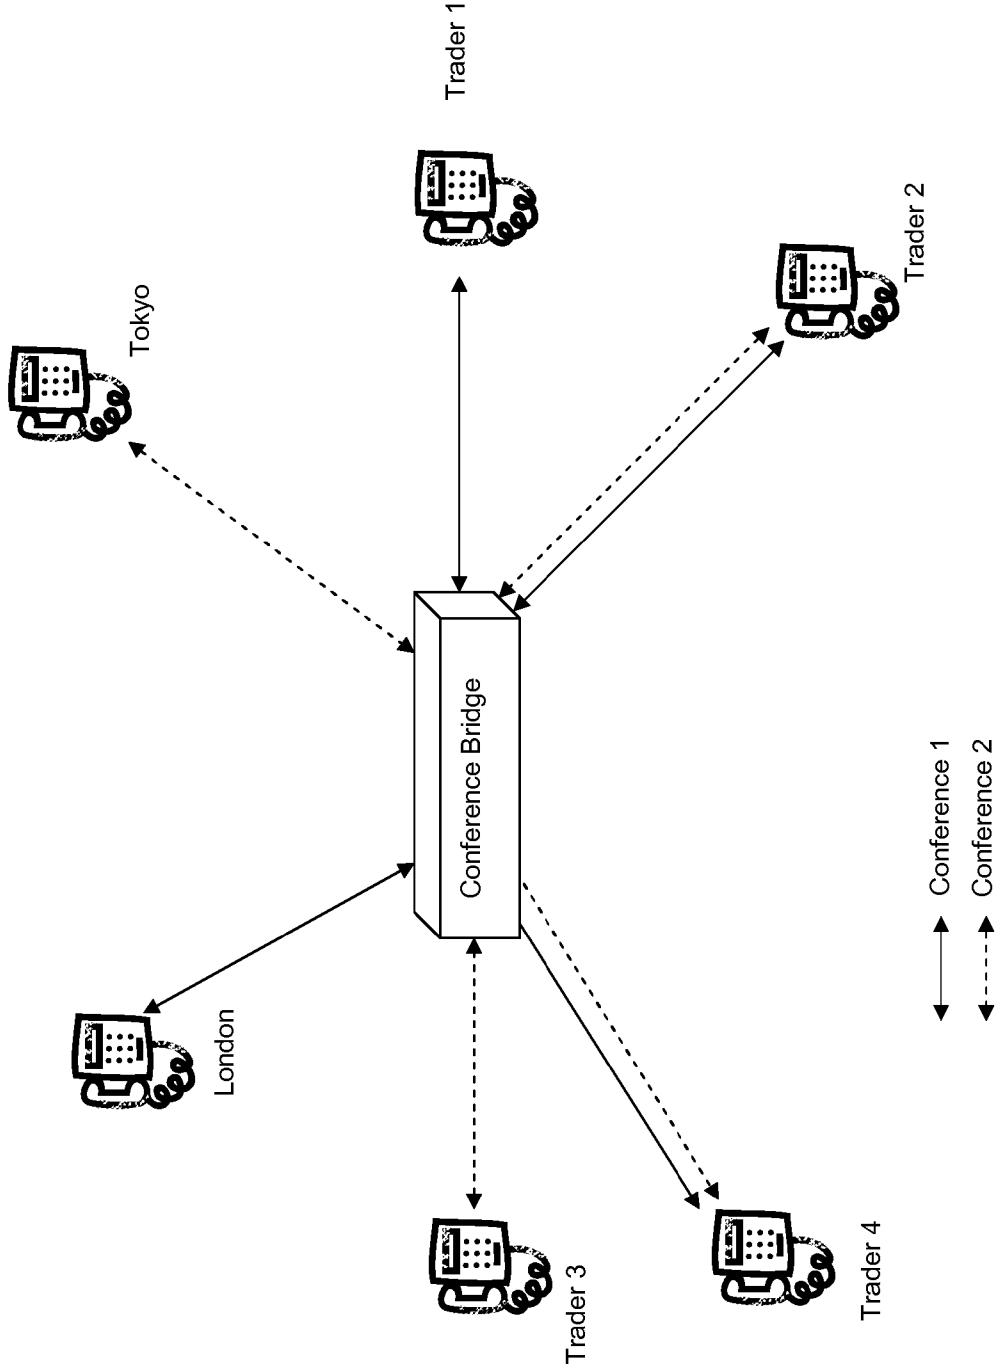 London
Tokyo
Trader 3
Conference Bridge
Trader 1
Trader 4
Trader 2
Conference 1
Conference 2